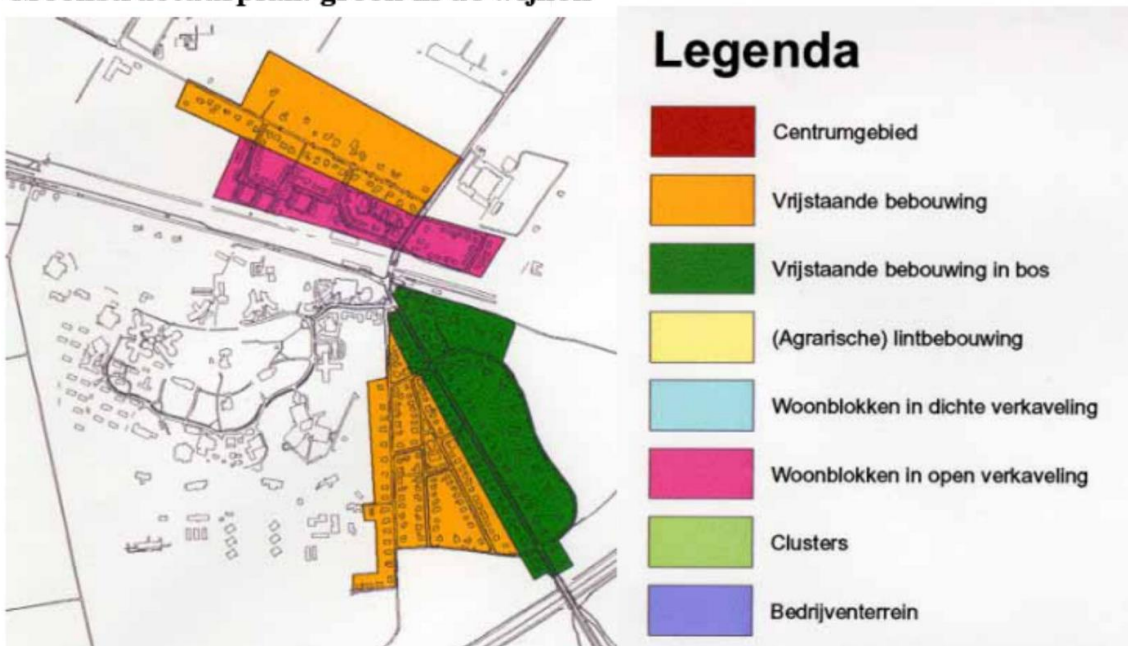 Legenda
Centrumgebied
Vrijstaande bebouwing
Vrijstaande bebouwing in bos
(Agrarische) lintbebouwing
Woonblokken in dichte verkaveling
Woonblokken in open verkaveling
Clusters
Bedrijventerrein